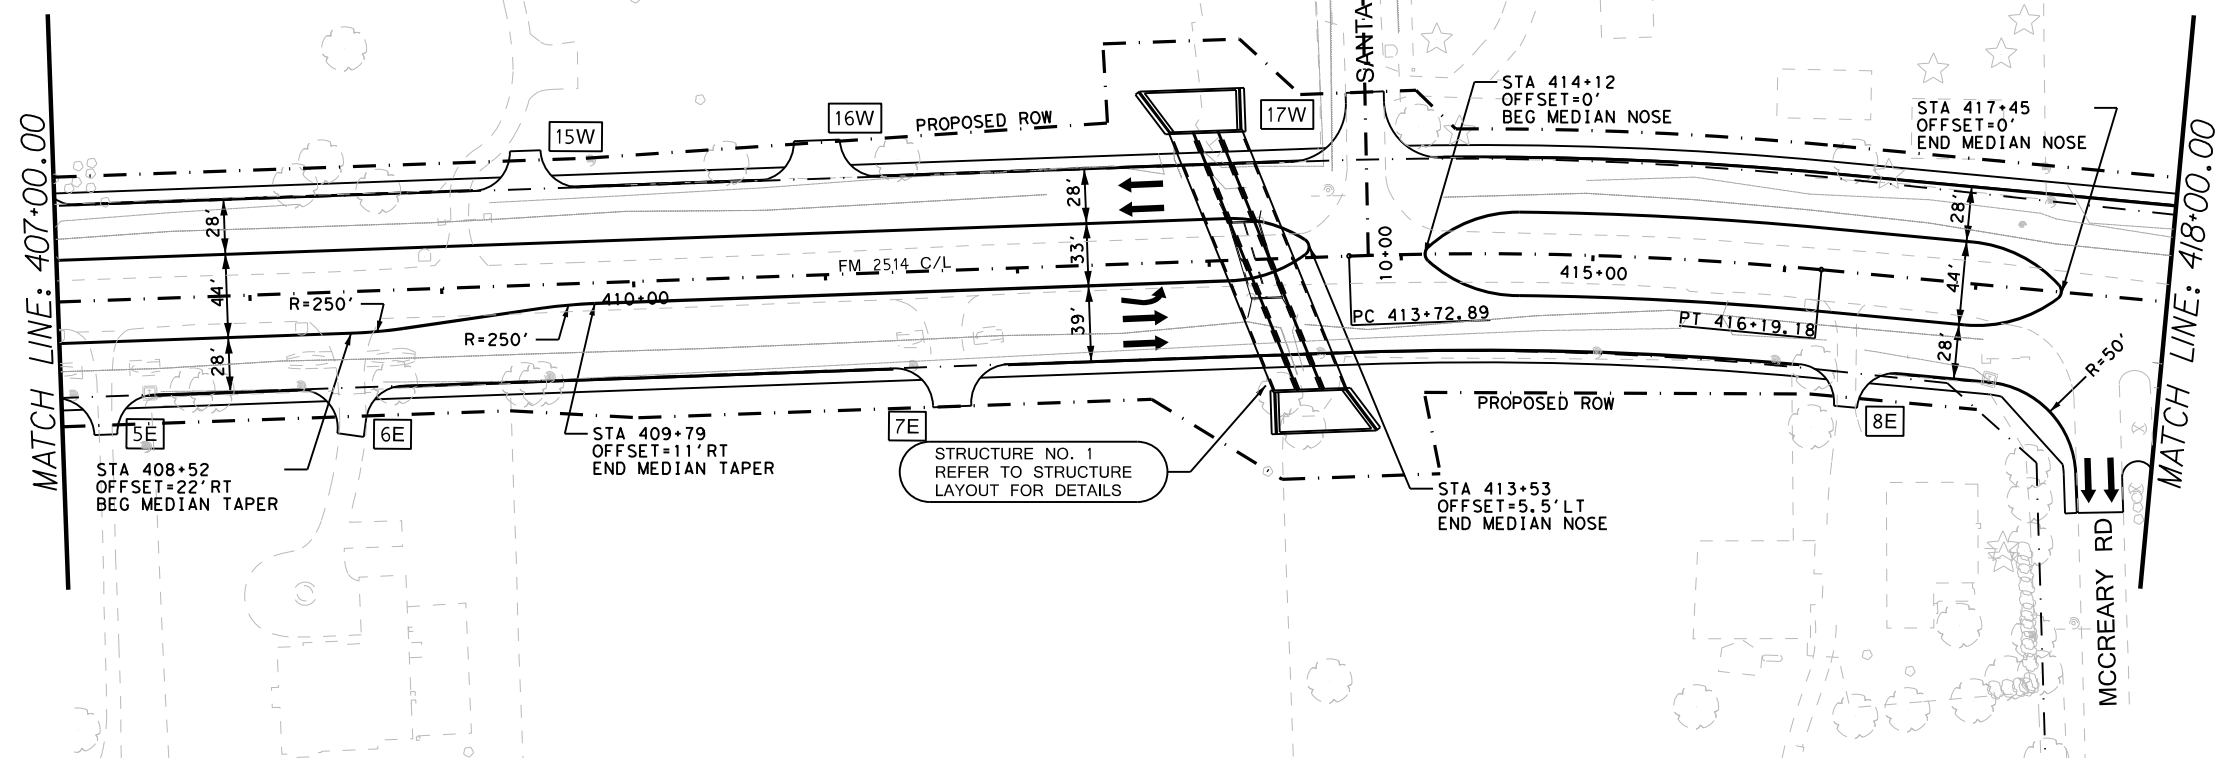 MATCH LINE: 407+00.00
SANTA
STA 414+12
OFFSET=0'
BEG MEDIAN NOSE
STA 417+45
OFFSET=0'
END MEDIAN NOSE
15W
16W
PROPOSED ROW
17W
MATCH LINE: 418+00.00
28'
28'
28'
44'
33'
FM 2514 C/L
10+00
415+00
44'
R=250'
410+00
R=250'
39'
PC 413+72.89
PT 416+19.18
28'
28'
R=50'
5E
6E
7E
8E
PROPOSED ROW
STA 408+52
OFFSET=22'RT
BEG MEDIAN TAPER
STA 409+79
OFFSET=11'RT
END MEDIAN TAPER
STRUCTURE NO. 1
REFER TO STRUCTURE
LAYOUT FOR DETAILS
STA 413+53
OFFSET=5.5'LT
END MEDIAN NOSE
MCCREARY RD